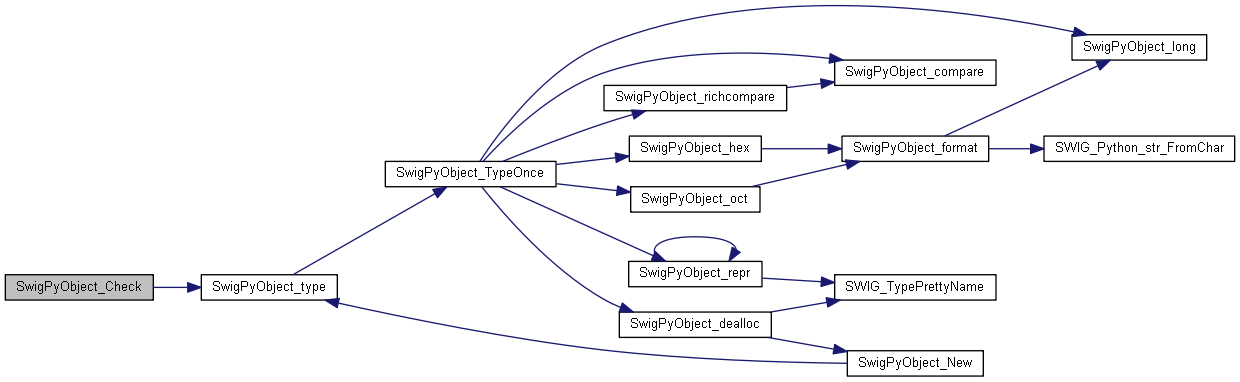 SwigPyObject_long
SwigPyObject_compare
SwigPyObject_richcompare
SwigPyObject_hex
SwigPyObject_format
SWIG_Python_str_FromChar
SwigPyObject_TypeOnce
SwigPyObject_oct
SwigPyObject_repr
SwigPyObject_Check
SwigPyObject_type
SWIG_TypePrettyName
SwigPyObject_dealloc
SwigPyObject_New